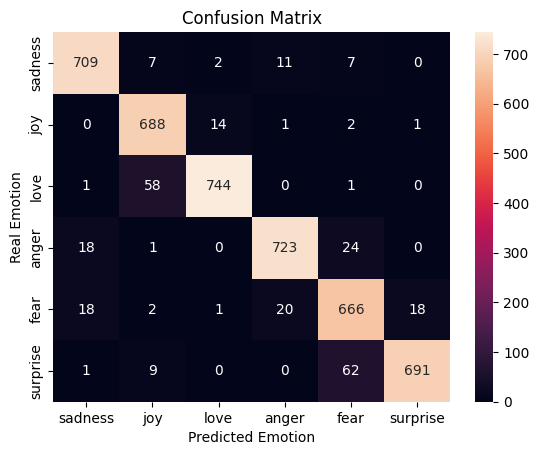 Confusion Matrix
Real Emotion
sadness 709 7 2 11 7 0
joy 0 688 14 1 2 1
love 1 58 744 0 1 0
anger 18 1 0 723 24 0
fear 18 2 1 20 666 18
surprise 1 9 0 0 62 691
sadness joy love anger fear surprise
Predicted Emotion
700
600
500
400
300
200
100
0